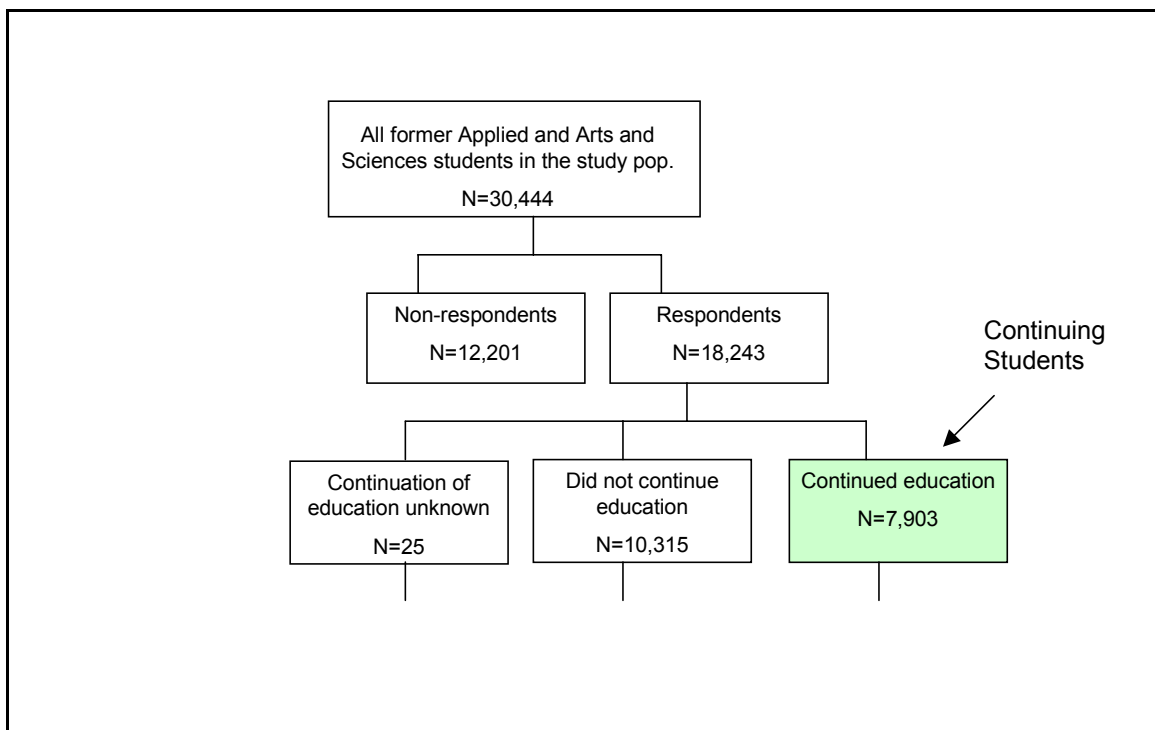 All former Applied and Arts and
Sciences students in the study pop.
N=30,444
Non-respondents
N=12,201
Respondents
N=18,243
Continuing
Students
Continuation of
education unknown
N=25
Did not continue
education
N=10,315
Continued education
N=7,903